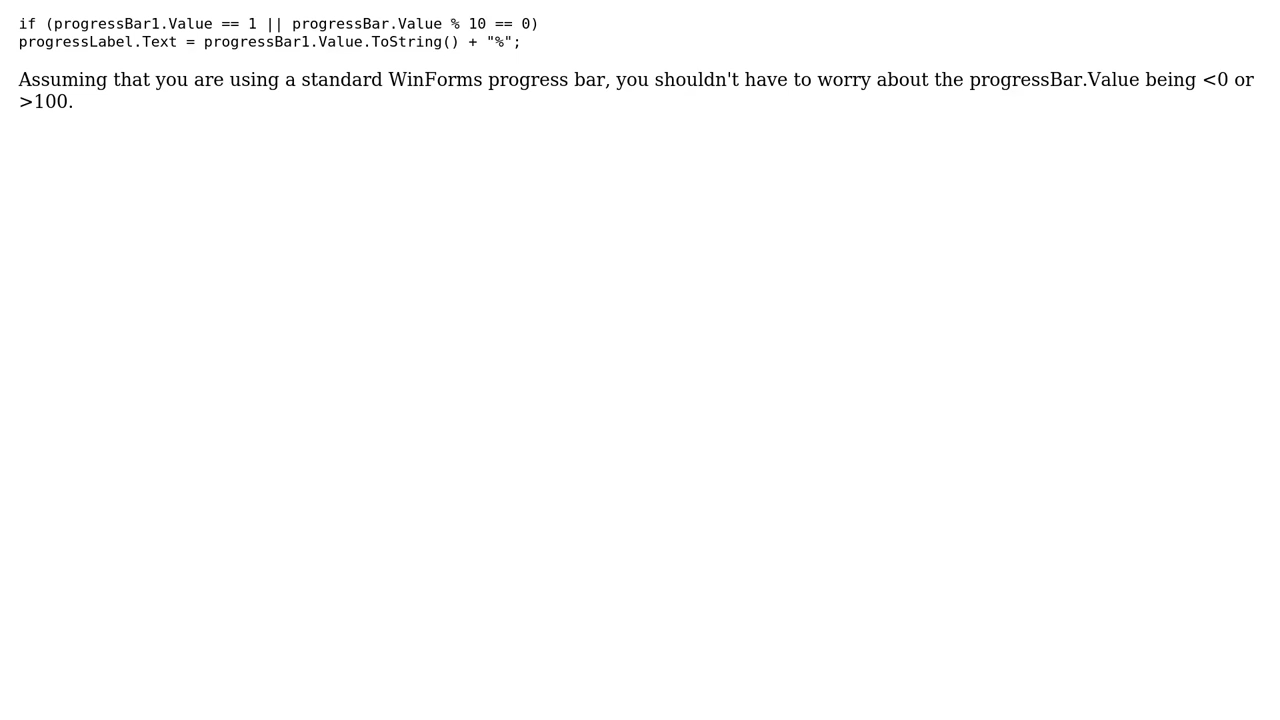 if (progressBar1.Value == 1 || progressBar.Value % 10 == 0)
progressLabel.Text = progressBar1.Value.ToString() + "%";
Assuming that you are using a standard WinForms progress bar, you shouldn't have to worry about the progressBar.Value being <0 or
>100.